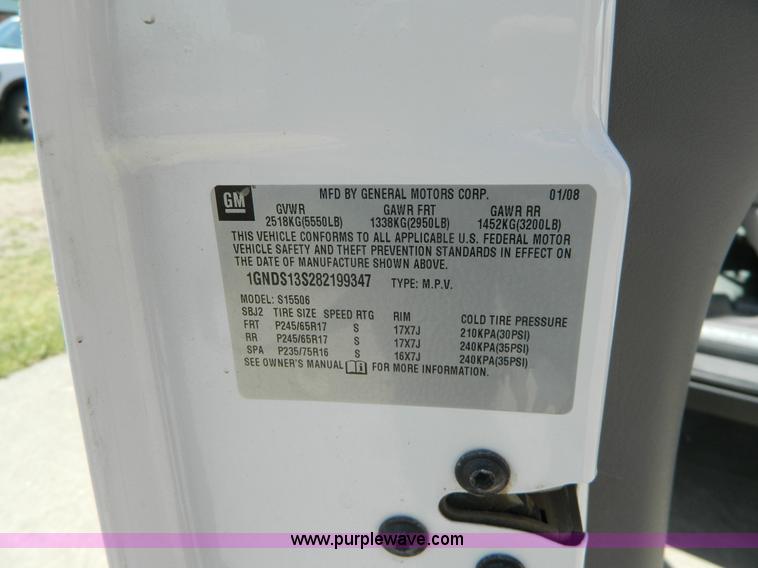 GM MFD BY GENERAL MOTORS CORP. 01/08
GVWR GAWR FRT GAWR RR
2518KG(5550LB) 1338KG(2950LB) 1452KG(3200LB)
THIS VEHICLE CONFORMS TO ALL APPLICABLE U.S. FEDERAL MOTOR
VEHICLE SAFETY AND THEFT PREVENTION STANDARDS IN EFFECT ON
THE DATE OF MANUFACTURE SHOWN ABOVE.
1GNDS13S282199347 TYPE: M.P.V.
MODEL: S15506
SBJ2 TIRE SIZE SPEED RTG RIM COLD TIRE PRESSURE
FRT P245/65R17 S 17X7J 210KPA(30PSI)
RR P245/65R17 S 17X7J 240KPA(35PSI)
SPA P235/75R16 S 16X7J 240KPA(35PSI)
SEE OWNER'S MANUAL FOR MORE INFORMATION.
www.purplewave.com